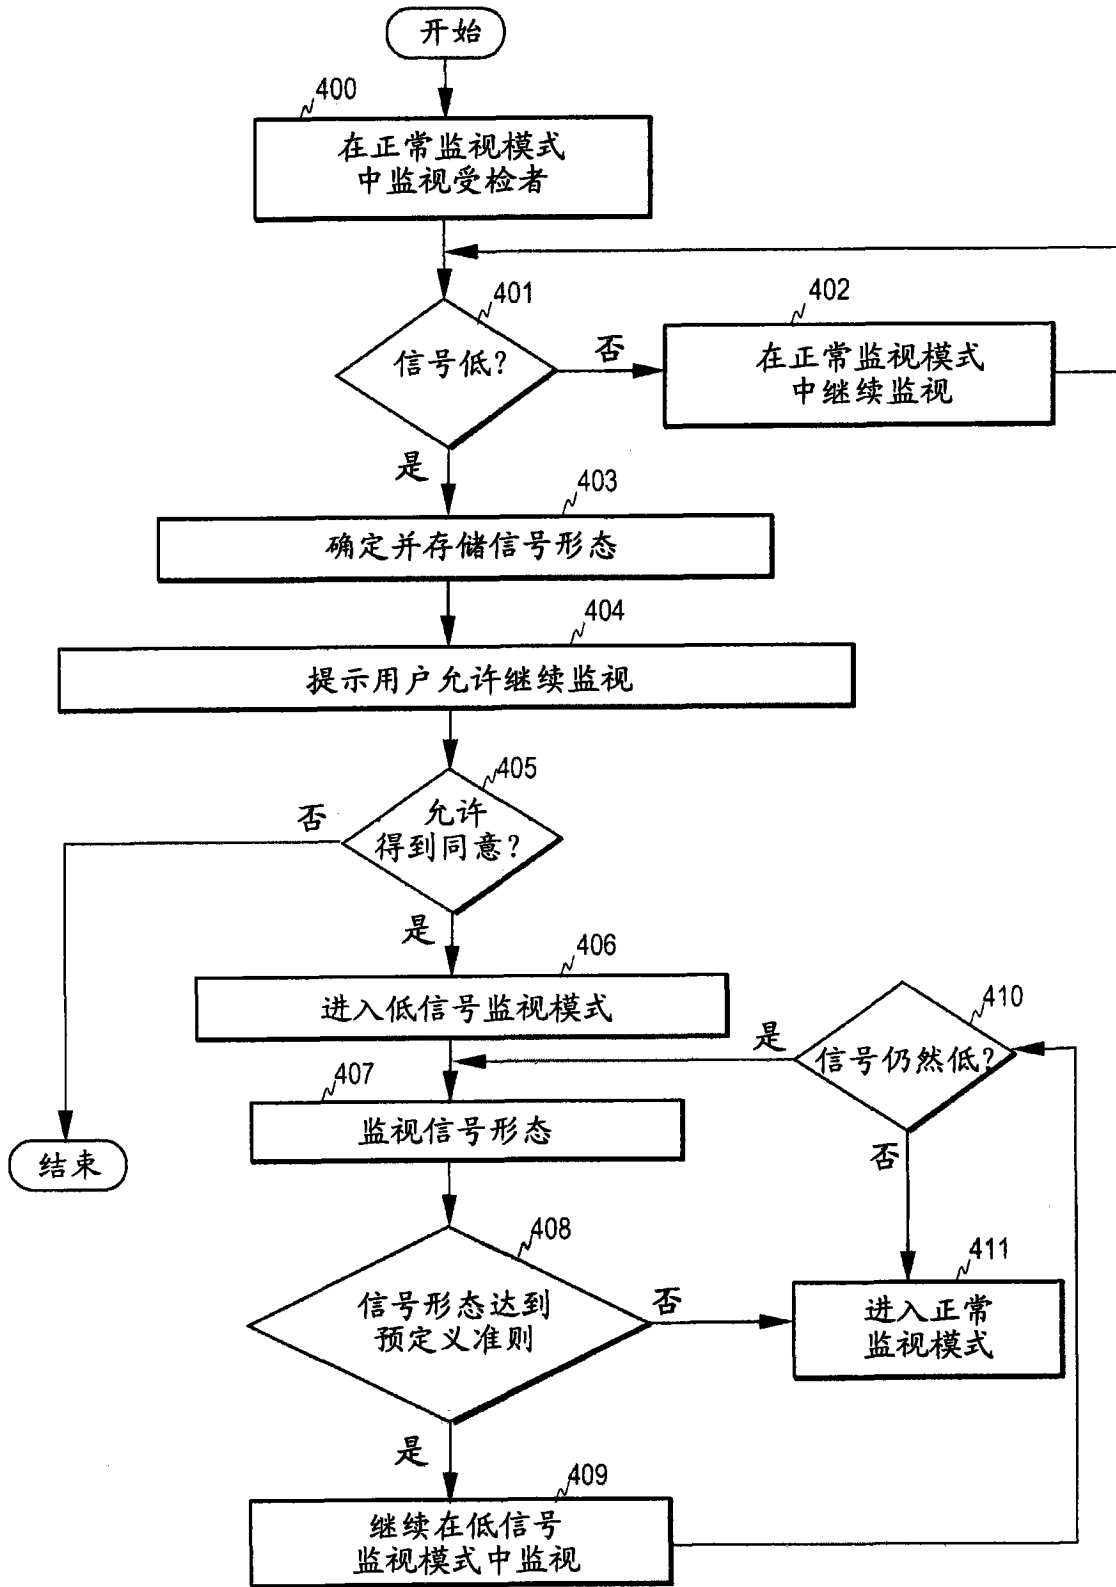 开始
400
在正常监视模式
中监视受检者
401
信号低?
否
402
在正常监视模式
中继续监视
是
403
确定并存储信号形态
404
提示用户允许继续监视
405
允许
得到同意?
否
是
406
进入低信号监视模式
410
信号仍然低?
是
407
监视信号形态
否
结束
408
信号形态达到
预定义准则
否
411
进入正常
监视模式
是
409
继续在低信号
监视模式中监视